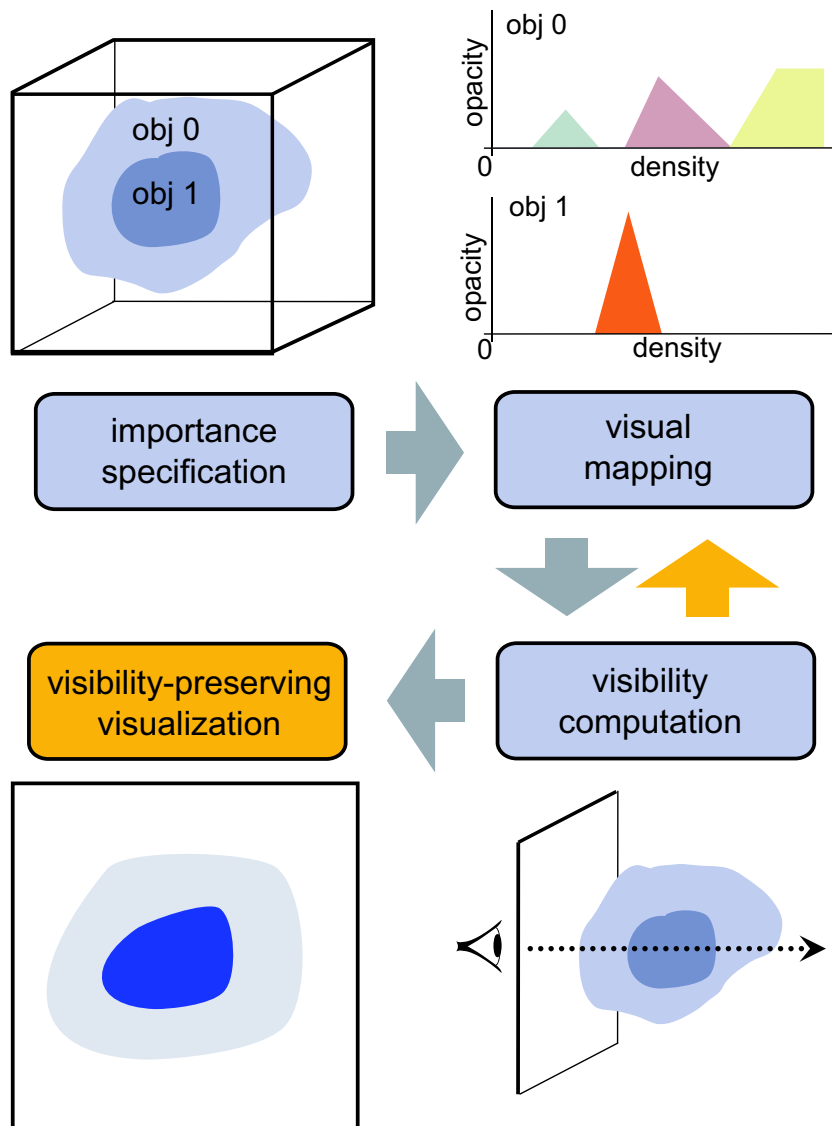 obj 0
obj 1
obj 0
opacity
0
density
obj 1
opacity
0
density
importance
specification
visual
mapping
visibility-preserving
visualization
visibility
computation